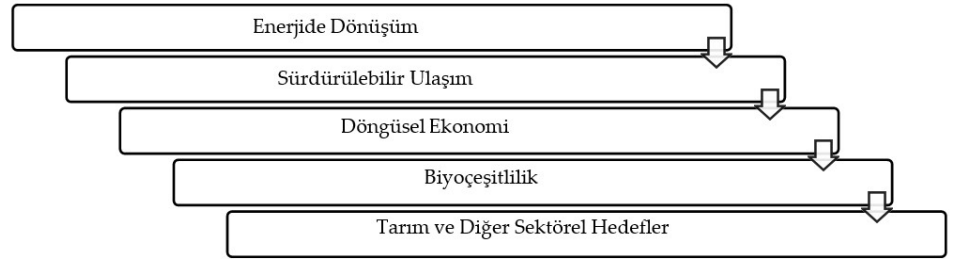 Enerjide Dönüşüm
Sürdürülebilir Ulaşım
Döngüsel Ekonomi
Biyoçeşitlilik
Tarım ve Diğer Sektörel Hedefler